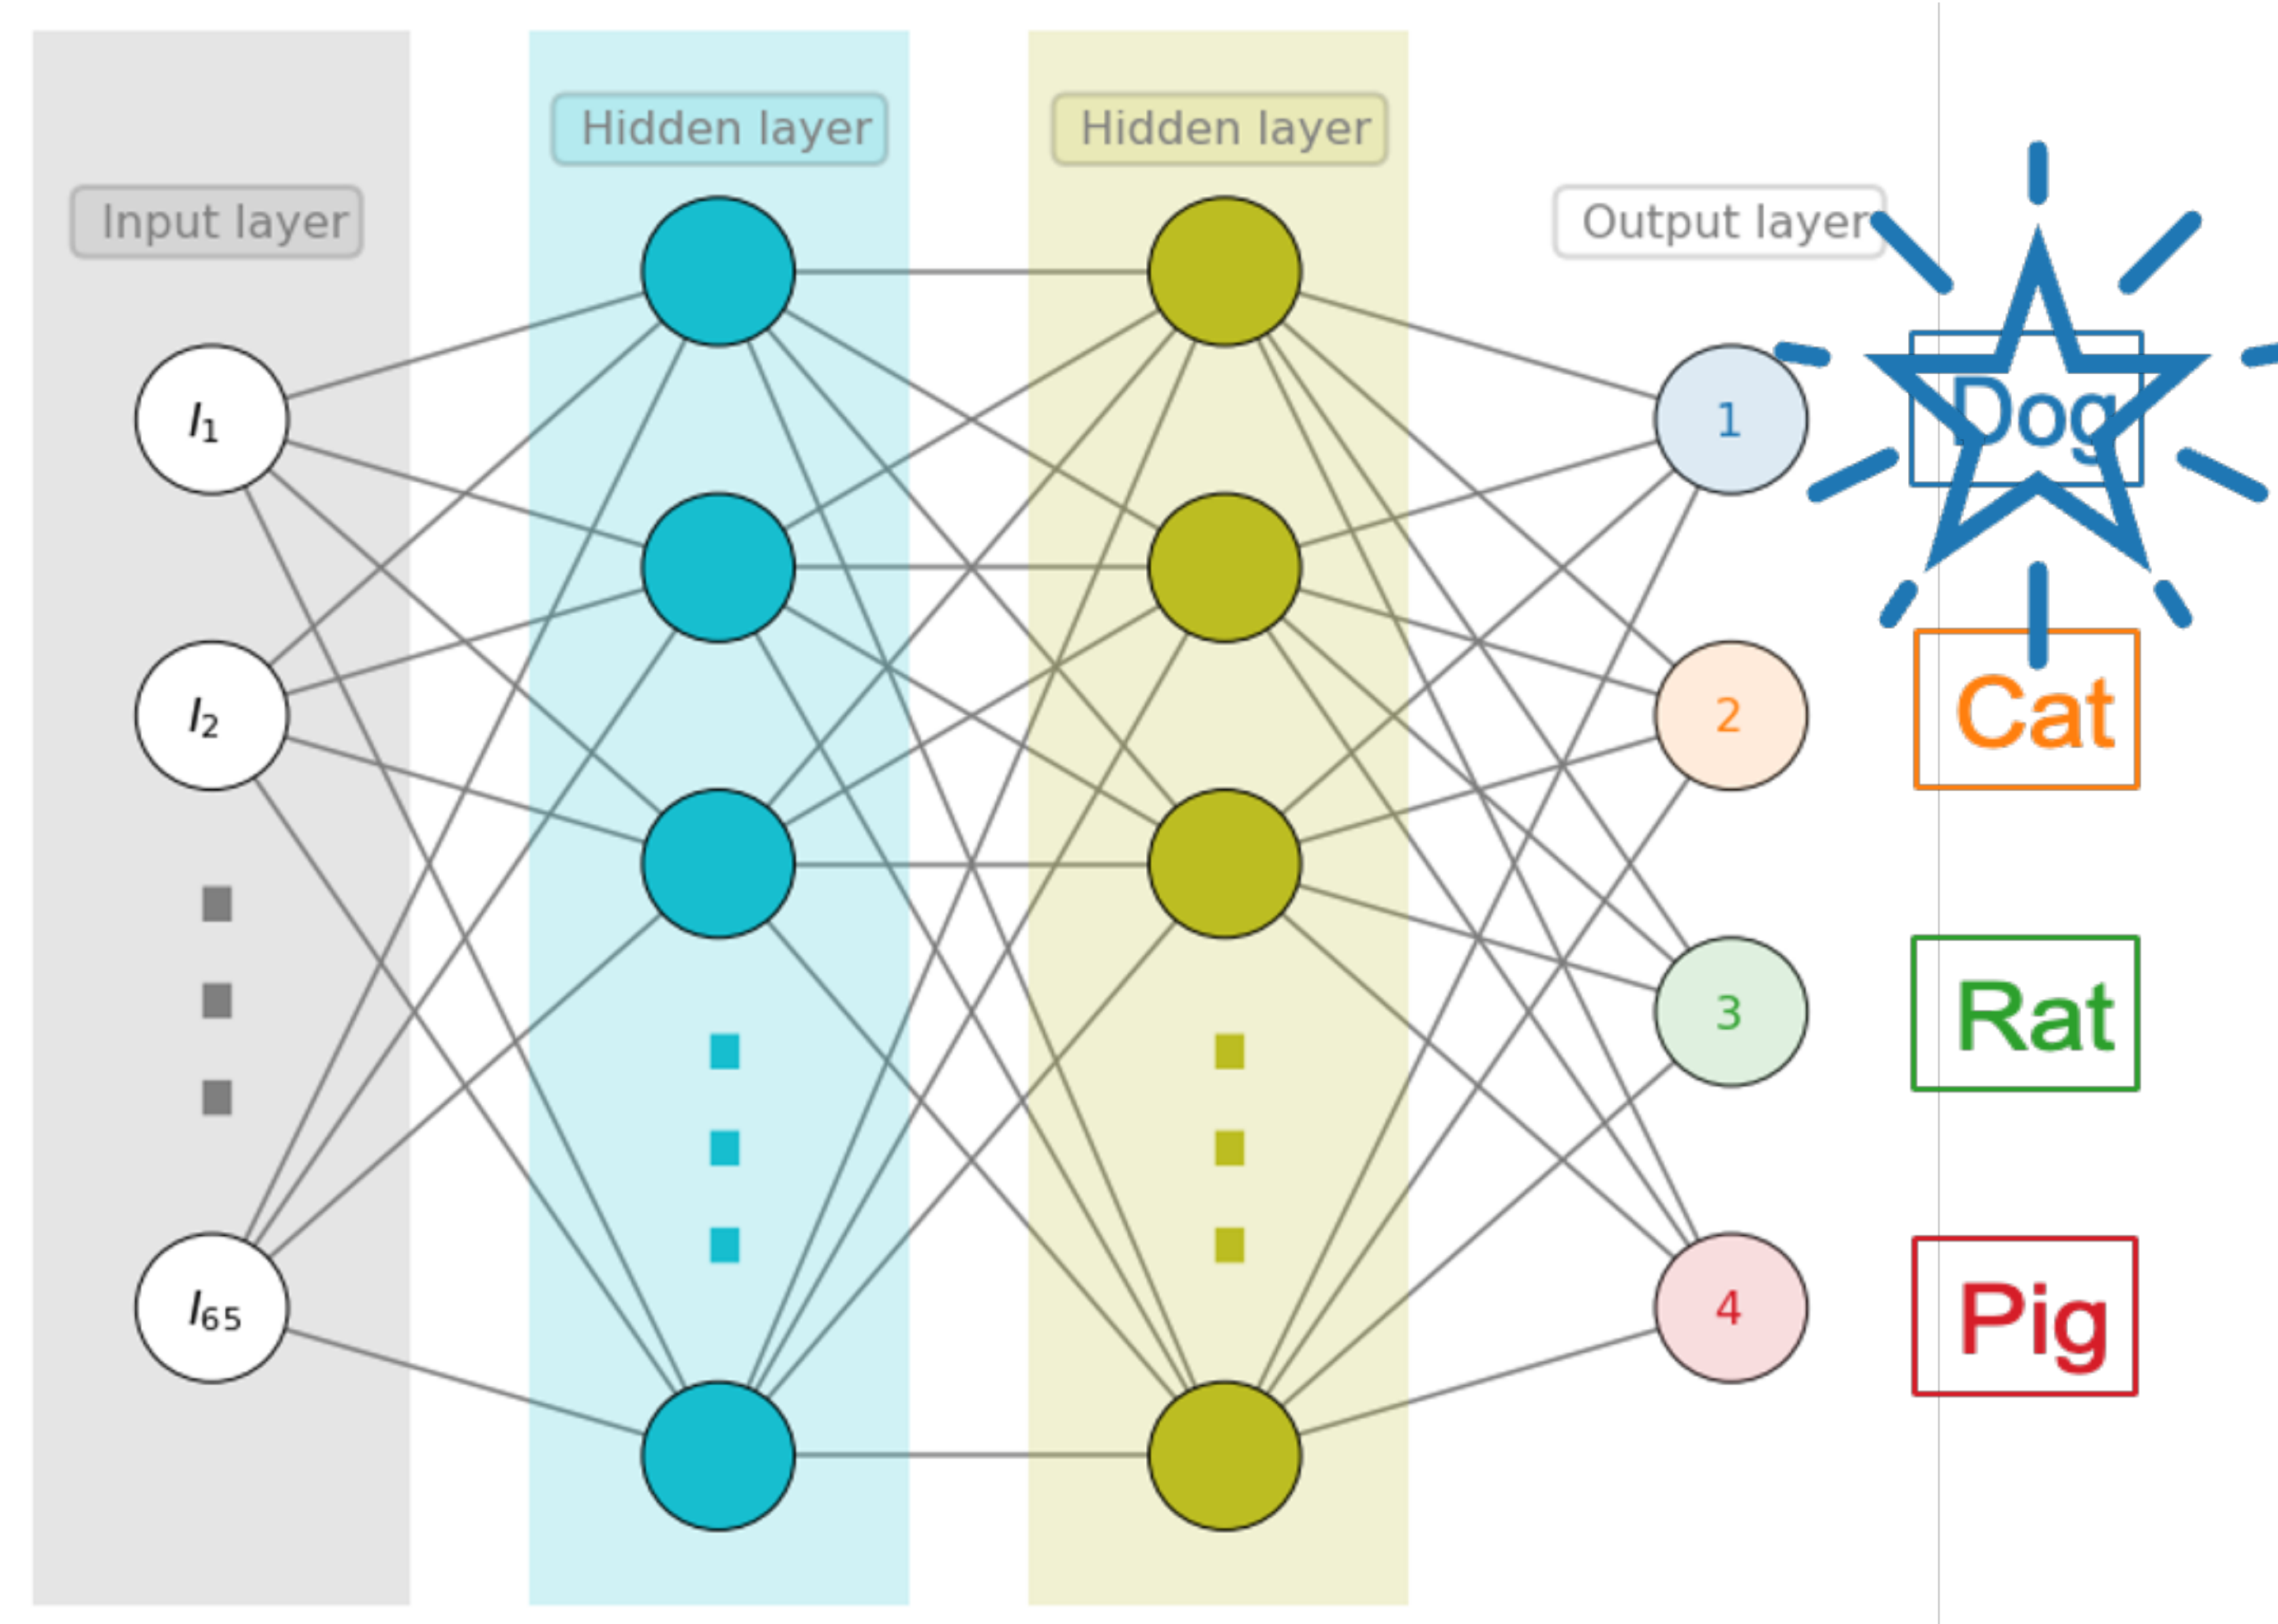 Hidden layer
Hidden layer
Input layer
Output layer
I₁
1
Dog
I₂
2
Cat
3
Rat
I₆₅
4
Pig